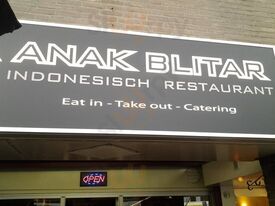 ANAK BLITAR
INDONESISCH RESTAURANT
Eat in - Take out - Catering
OPEN